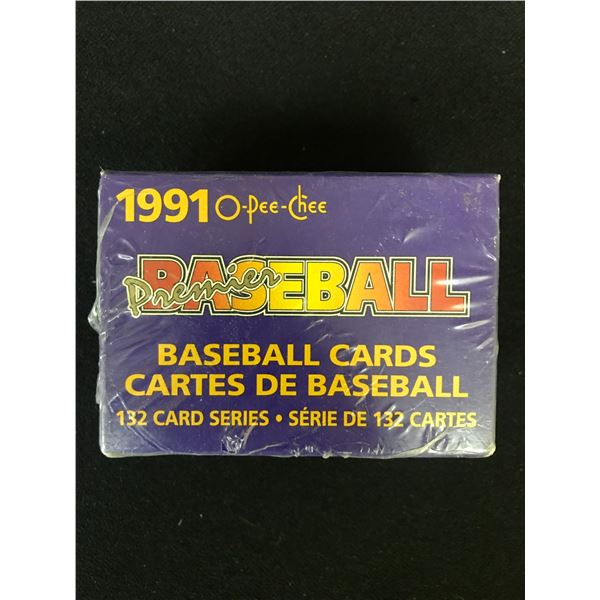 1991 O-Pee-Chee
Premier BASEBALL
BASEBALL CARDS
CARTES DE BASEBALL
132 CARD SERIES • SÉRIE DE 132 CARTES